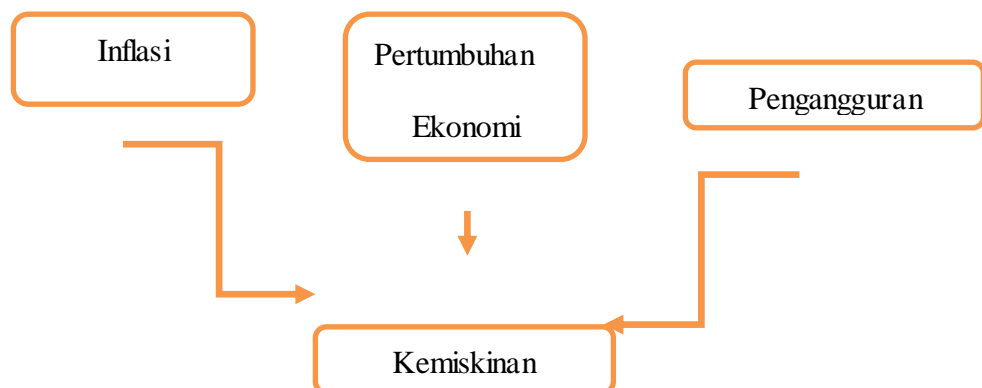 Inflasi
Pertumbuhan
Ekonomi
Pengangguran
Kemiskinan